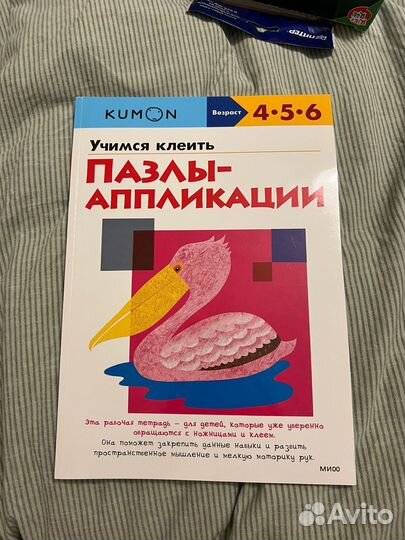 ПИТЕР
KUMON
Возраст 4•5•6
Учимся клеить
ПАЗЛЫ-
АППЛИКАЦИИ
Эта рабочая тетрадь — для детей, которые уже уверенно
обращаются с ножницами и клеем.
Она поможет закрепить данные навыки и развить
пространственное мышление и мелкую моторику рук.
МИФ
Avito